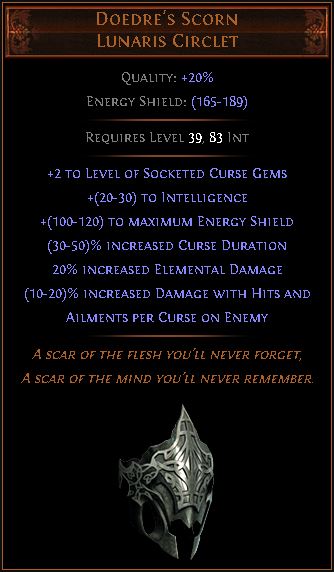 Doedre's Scorn
Lunaris Circlet
Quality: +20%
Energy Shield: (165-189)
Requires Level 39, 83 Int
+2 to Level of Socketed Curse Gems
+(20-30) to Intelligence
+(100-120) to maximum Energy Shield
(30-50)% increased Curse Duration
20% increased Elemental Damage
(10-20)% increased Damage with Hits and
Ailments per Curse on Enemy
A scar of the flesh you'll never forget,
A scar of the mind you'll never remember.